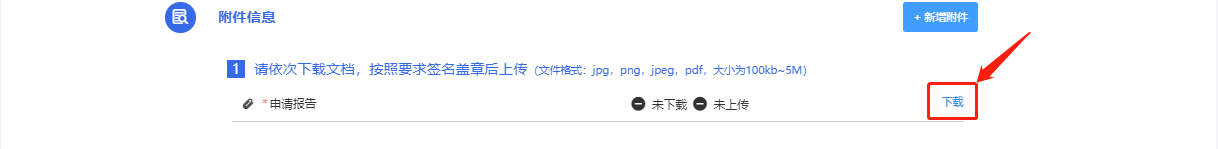 附件信息
+ 新增附件
1 请依次下载文档，按照要求签名盖章后上传（文件格式：jpg，png，jpeg，pdf，大小为100kb~5M）
*申请报告 未下载 未上传 下载